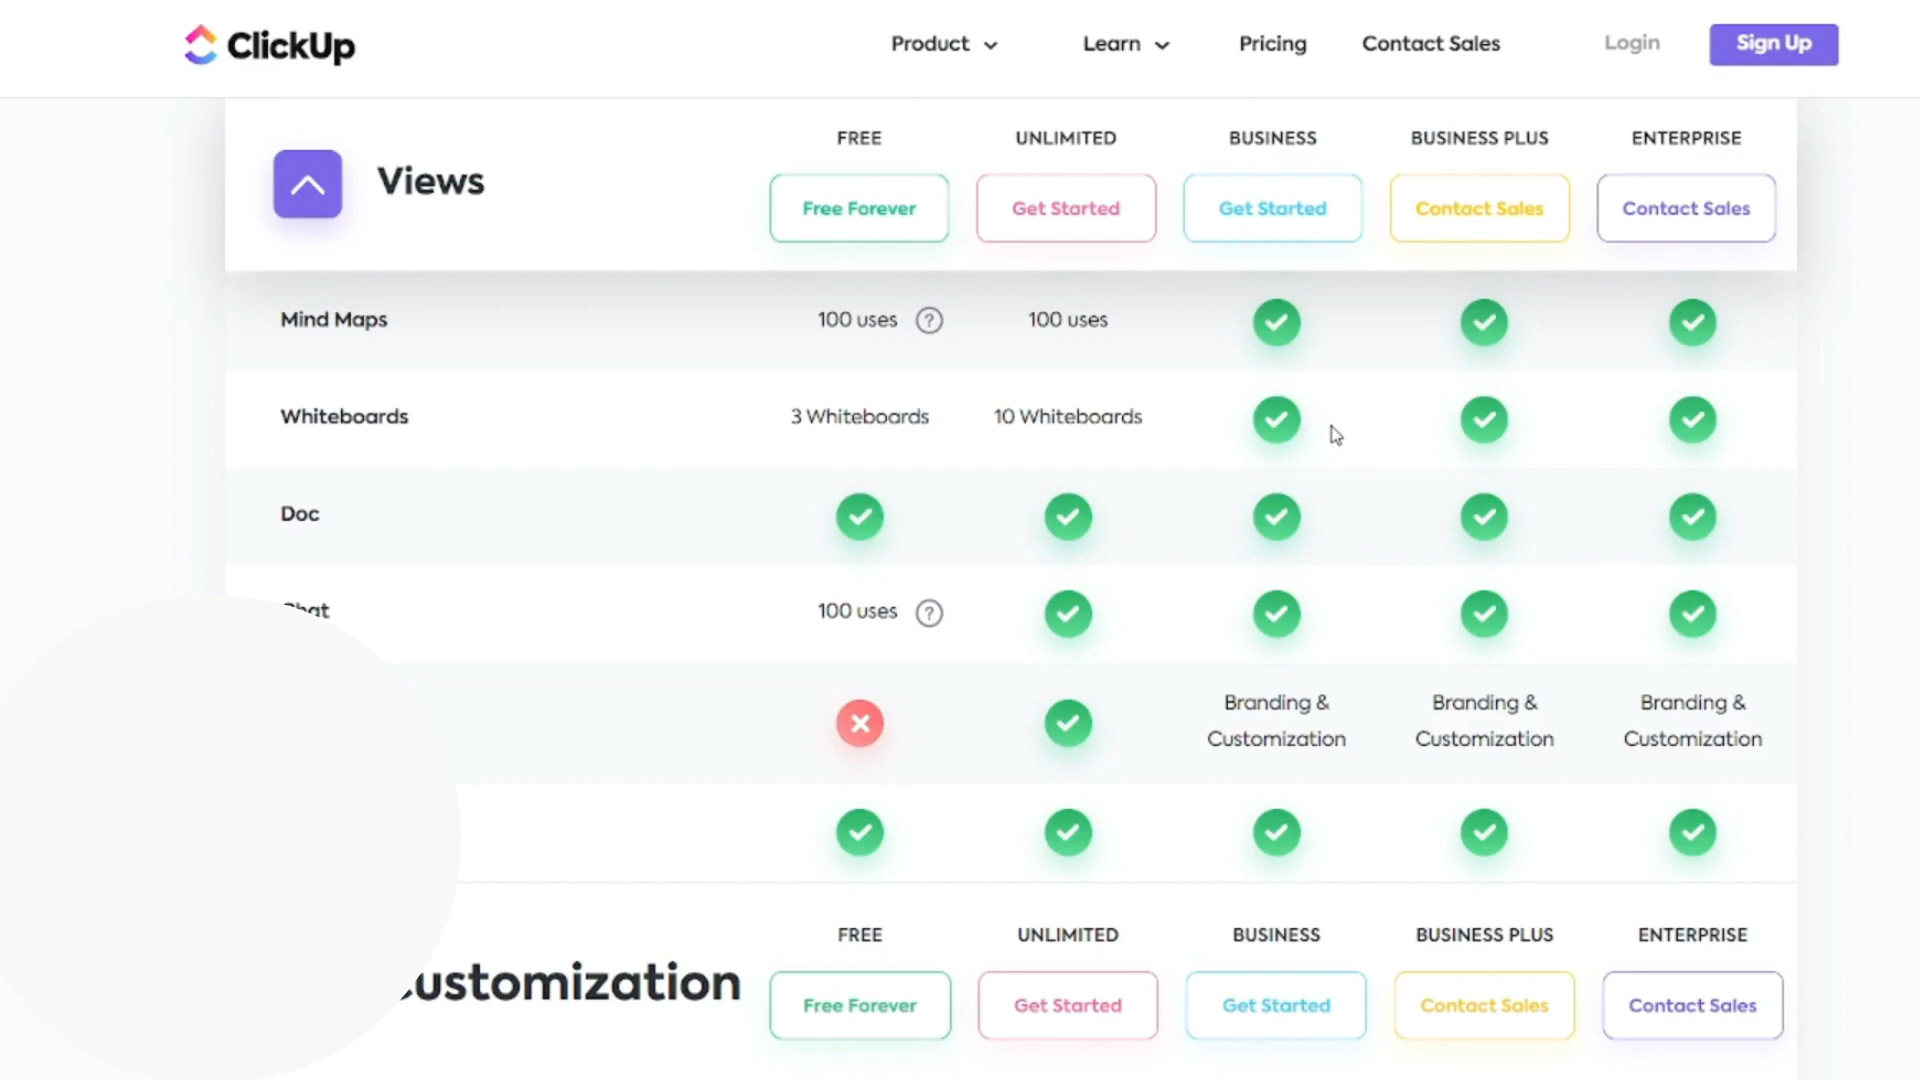 ClickUp
Product
Learn
Pricing
Contact Sales
Login
Sign Up
Views
FREE
UNLIMITED
BUSINESS
BUSINESS PLUS
ENTERPRISE
Free Forever
Get Started
Get Started
Contact Sales
Contact Sales
Mind Maps
100 uses
?
100 uses
Whiteboards
3 Whiteboards
10 Whiteboards
Doc
Chat
100 uses
?
Branding &
Customization
Branding &
Customization
Branding &
Customization
ustomization
FREE
UNLIMITED
BUSINESS
BUSINESS PLUS
ENTERPRISE
Free Forever
Get Started
Get Started
Contact Sales
Contact Sales